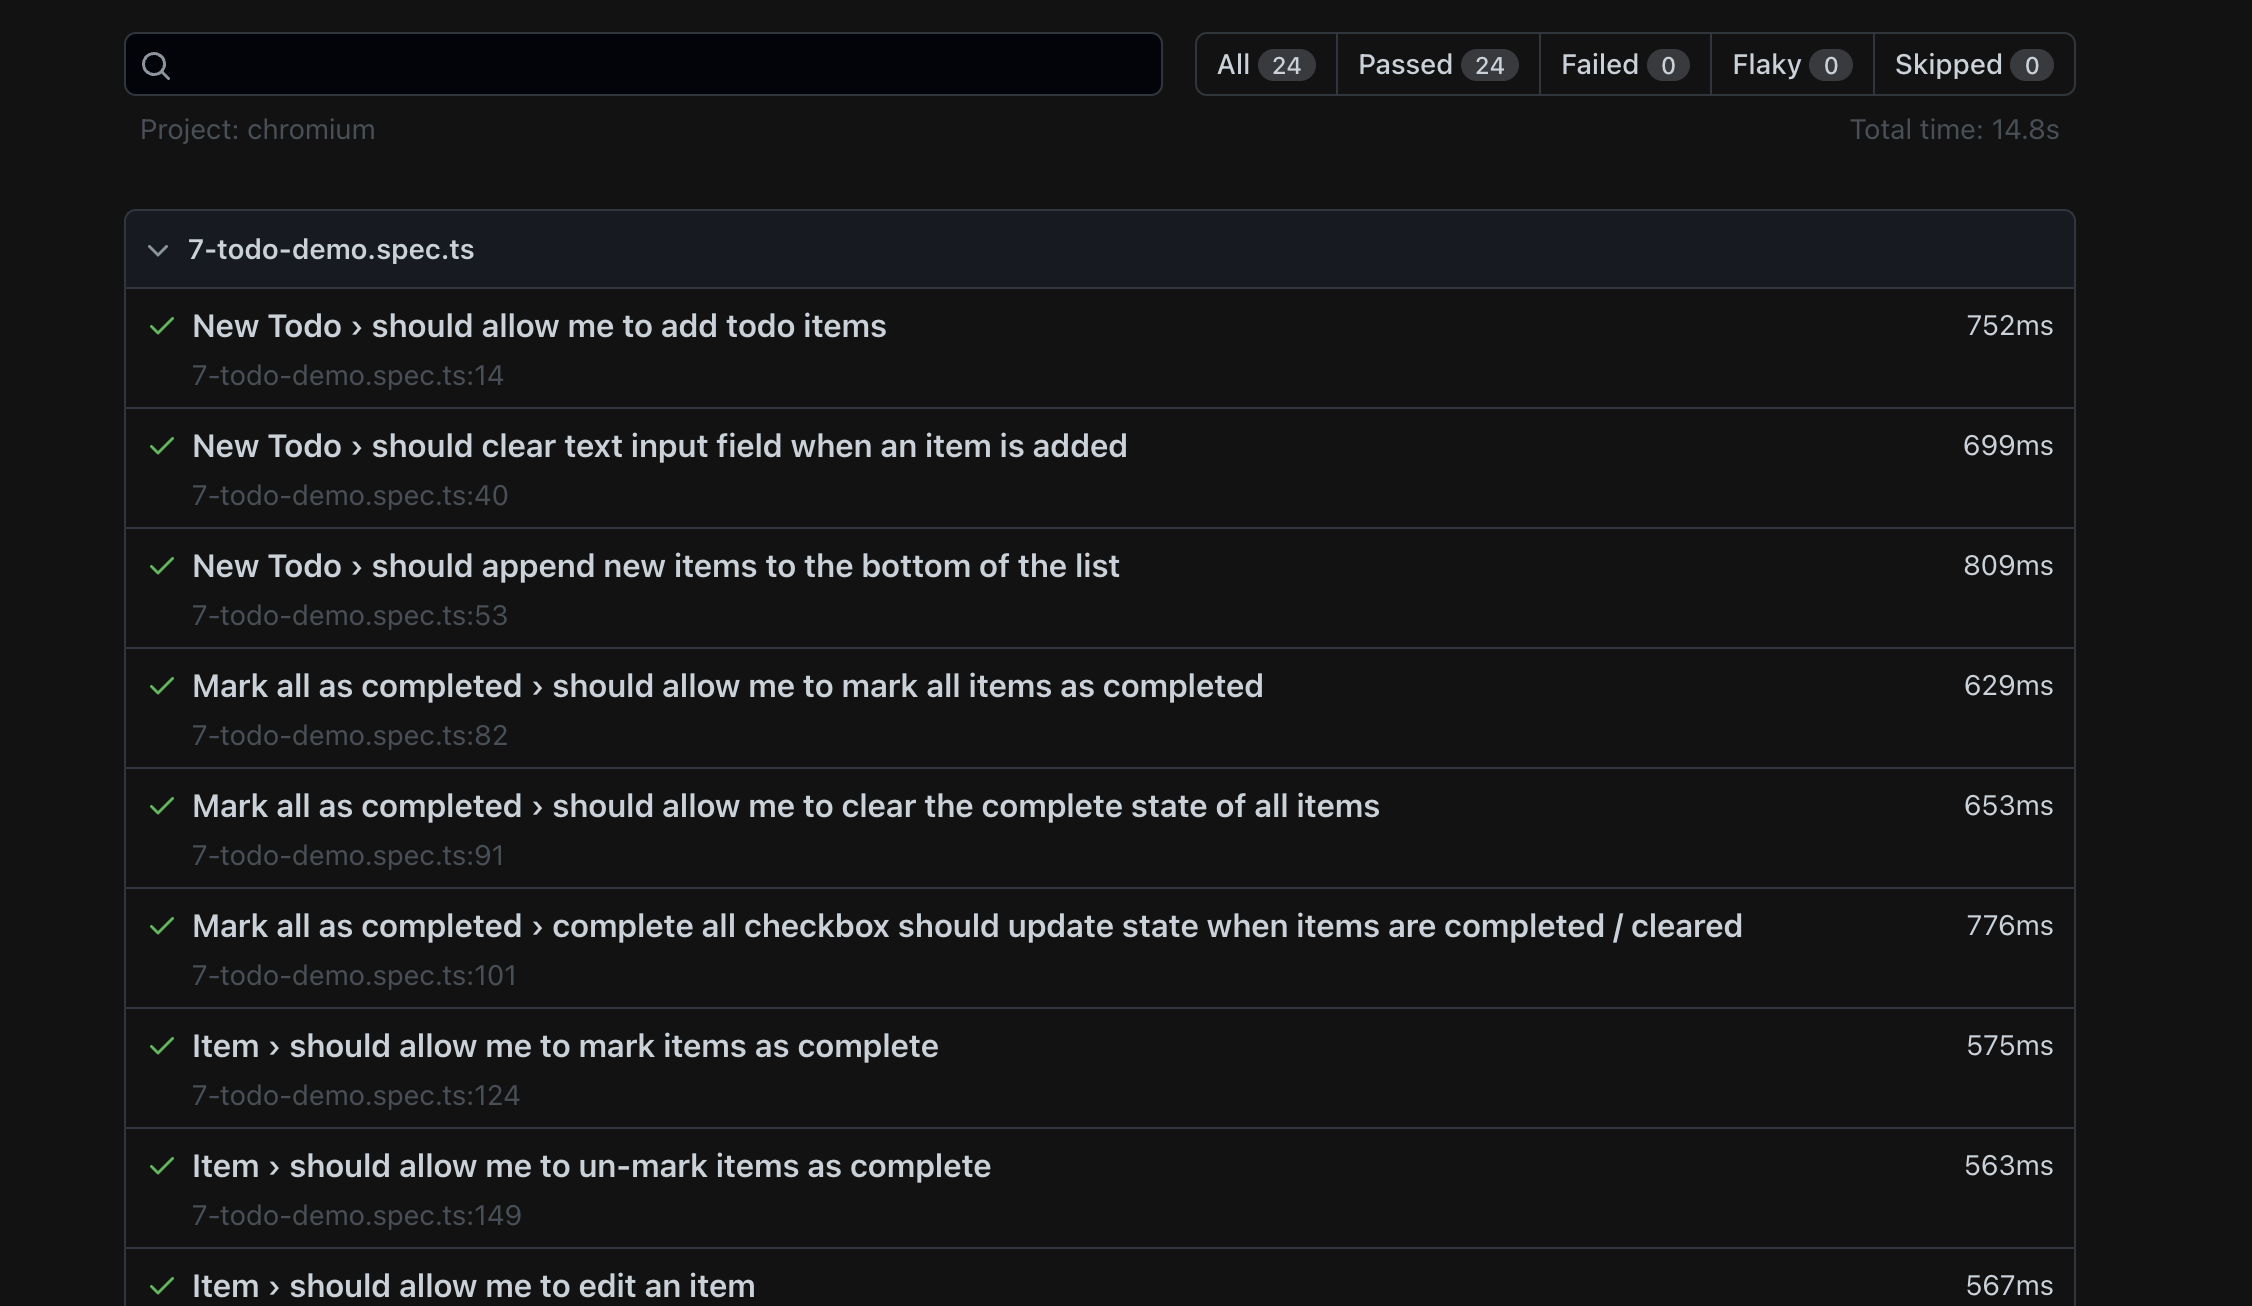 All 24 Passed 24 Failed 0 Flaky 0 Skipped 0
Project: chromium Total time: 14.8s
7-todo-demo.spec.ts
New Todo › should allow me to add todo items 752ms
7-todo-demo.spec.ts:14
New Todo › should clear text input field when an item is added 699ms
7-todo-demo.spec.ts:40
New Todo › should append new items to the bottom of the list 809ms
7-todo-demo.spec.ts:53
Mark all as completed › should allow me to mark all items as completed 629ms
7-todo-demo.spec.ts:82
Mark all as completed › should allow me to clear the complete state of all items 653ms
7-todo-demo.spec.ts:91
Mark all as completed › complete all checkbox should update state when items are completed / cleared 776ms
7-todo-demo.spec.ts:101
Item › should allow me to mark items as complete 575ms
7-todo-demo.spec.ts:124
Item › should allow me to un-mark items as complete 563ms
7-todo-demo.spec.ts:149
Item › should allow me to edit an item 567ms